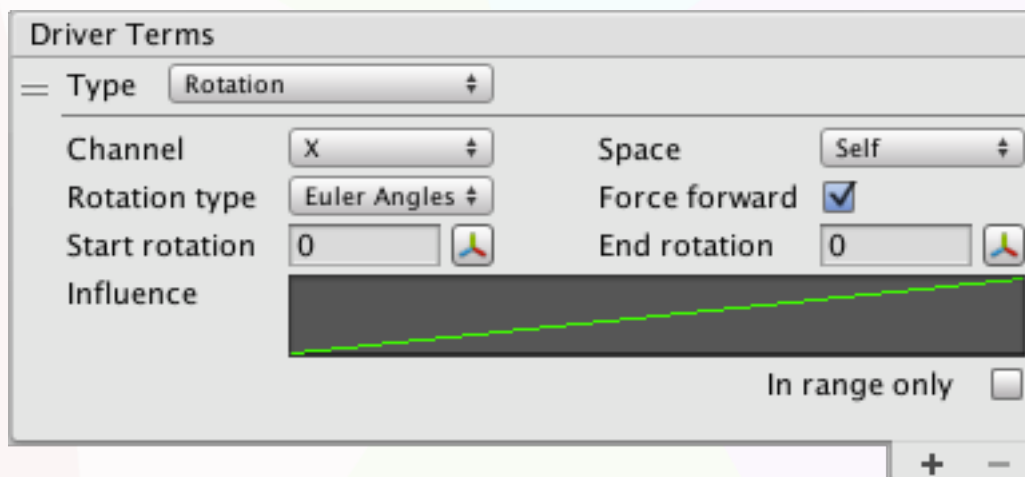 Driver Terms
Type Rotation
Channel X Space Self
Rotation type Euler Angles Force forward
Start rotation 0 End rotation 0
Influence
In range only
+ −